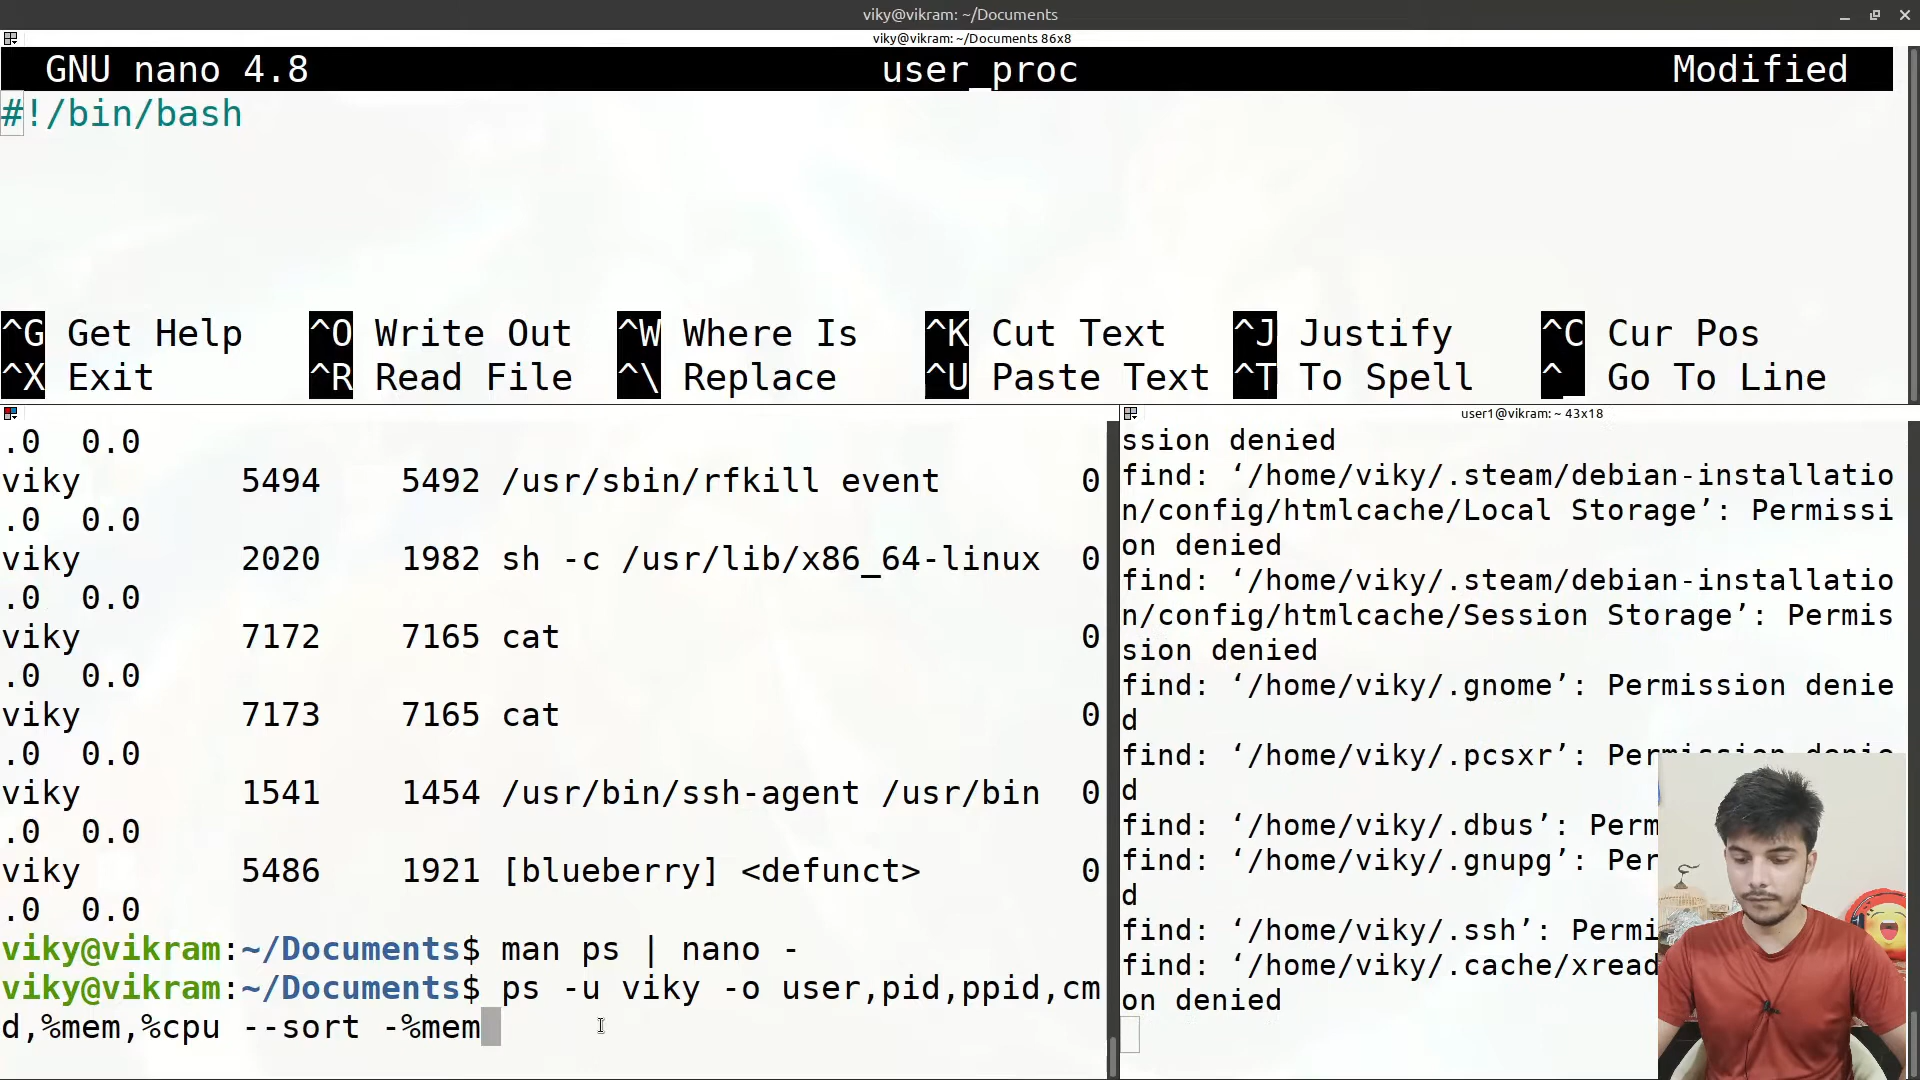 viky@vikram: ~/Documents
viky@vikram: ~/Documents 86x8
GNU nano 4.8 user_proc Modified
#!/bin/bash
^G Get Help ^O Write Out ^W Where Is ^K Cut Text ^J Justify ^C Cur Pos
^X Exit ^R Read File ^\ Replace ^U Paste Text ^T To Spell ^_ Go To Line
.0 0.0
viky 5494 5492 /usr/sbin/rfkill event 0
.0 0.0
viky 2020 1982 sh -c /usr/lib/x86_64-linux 0
.0 0.0
viky 7172 7165 cat 0
.0 0.0
viky 7173 7165 cat 0
.0 0.0
viky 1541 1454 /usr/bin/ssh-agent /usr/bin 0
.0 0.0
viky 5486 1921 [blueberry] <defunct> 0
.0 0.0
viky@vikram:~/Documents$ man ps | nano -
viky@vikram:~/Documents$ ps -u viky -o user,pid,ppid,cm
d,%mem,%cpu --sort -%mem
user1@vikram: ~ 43x18
ssion denied
find: ‘/home/viky/.steam/debian-installatio
n/config/htmlcache/Local Storage’: Permissi
on denied
find: ‘/home/viky/.steam/debian-installatio
n/config/htmlcache/Session Storage’: Permis
sion denied
find: ‘/home/viky/.gnome’: Permission denie
d
find: ‘/home/viky/.pcsxr’: Permission denie
d
find: ‘/home/viky/.dbus’: Perm
find: ‘/home/viky/.gnupg’: Per
d
find: ‘/home/viky/.ssh’: Permi
find: ‘/home/viky/.cache/xread
on denied